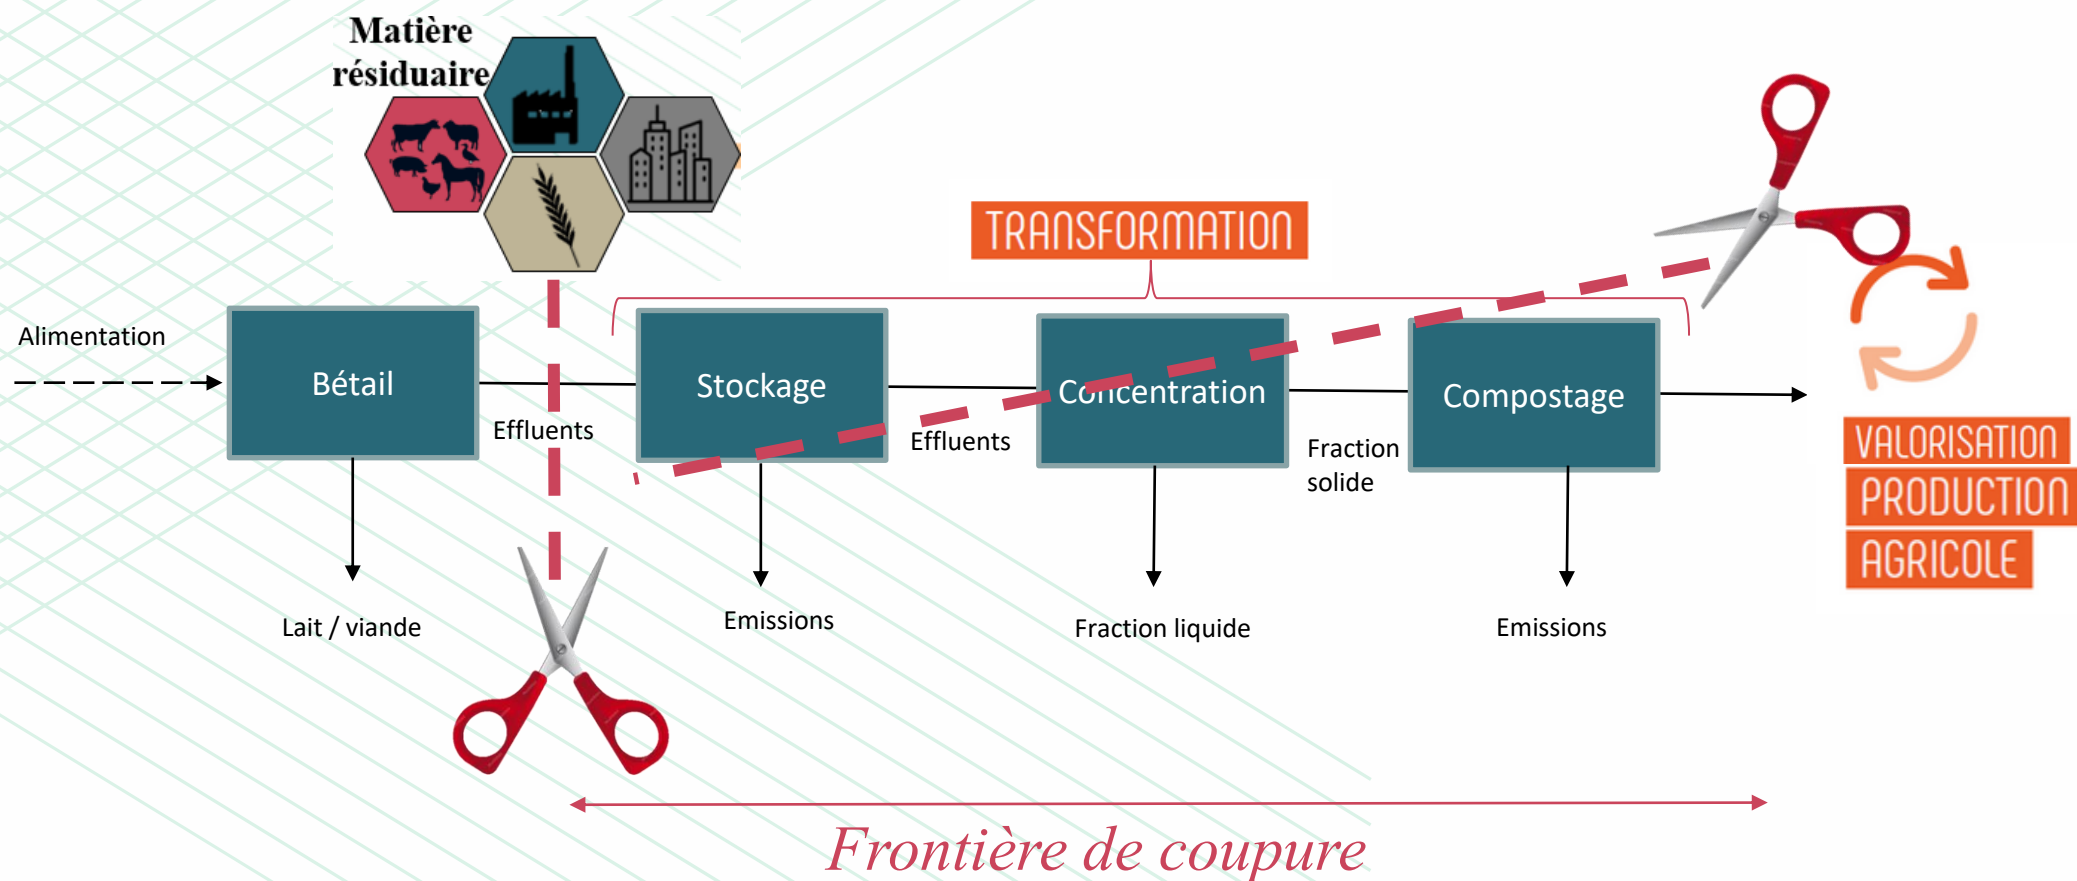 Matière
résiduaire
TRANSFORMATION
Alimentation
Bétail
Stockage
Concentration
Compostage
Effluents
Effluents
Fraction
solide
VALORISATION
PRODUCTION
AGRICOLE
Lait / viande
Emissions
Fraction liquide
Emissions
Frontière de coupure